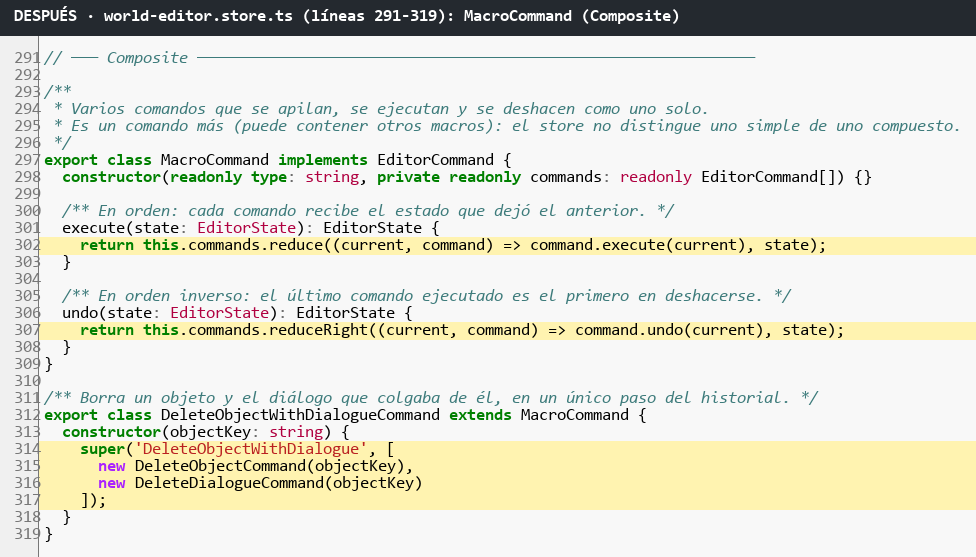 DESPUÉS · world-editor.store.ts (líneas 291-319): MacroCommand (Composite)
291 // ─── Composite ──────────────────────────────────────────────────────────────
292
293 /**
294  * Varios comandos que se apilan, se ejecutan y se deshacen como uno solo.
295  * Es un comando más (puede contener otros macros): el store no distingue uno simple de uno compuesto.
296  */
297 export class MacroCommand implements EditorCommand {
298   constructor(readonly type: string, private readonly commands: readonly EditorCommand[]) {}
299
300   /** En orden: cada comando recibe el estado que dejó el anterior. */
301   execute(state: EditorState): EditorState {
302     return this.commands.reduce((current, command) => command.execute(current), state);
303   }
304
305   /** En orden inverso: el último comando ejecutado es el primero en deshacerse. */
306   undo(state: EditorState): EditorState {
307     return this.commands.reduceRight((current, command) => command.undo(current), state);
308   }
309 }
310
311 /** Borra un objeto y el diálogo que colgaba de él, en un único paso del historial. */
312 export class DeleteObjectWithDialogueCommand extends MacroCommand {
313   constructor(objectKey: string) {
314     super('DeleteObjectWithDialogue', [
315       new DeleteObjectCommand(objectKey),
316       new DeleteDialogueCommand(objectKey)
317     ]);
318   }
319 }